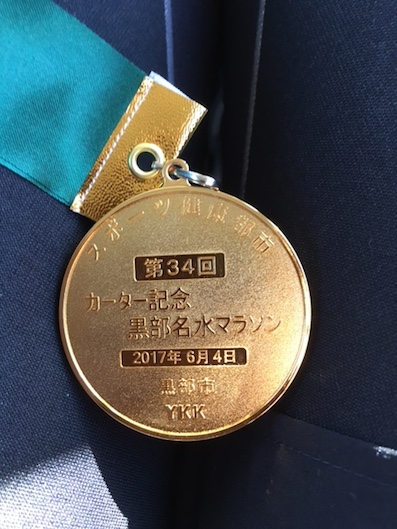 スポーツ健康都市
第34回
カーター記念
黒部名水マラソン
2017年6月4日
黒部市
YKK